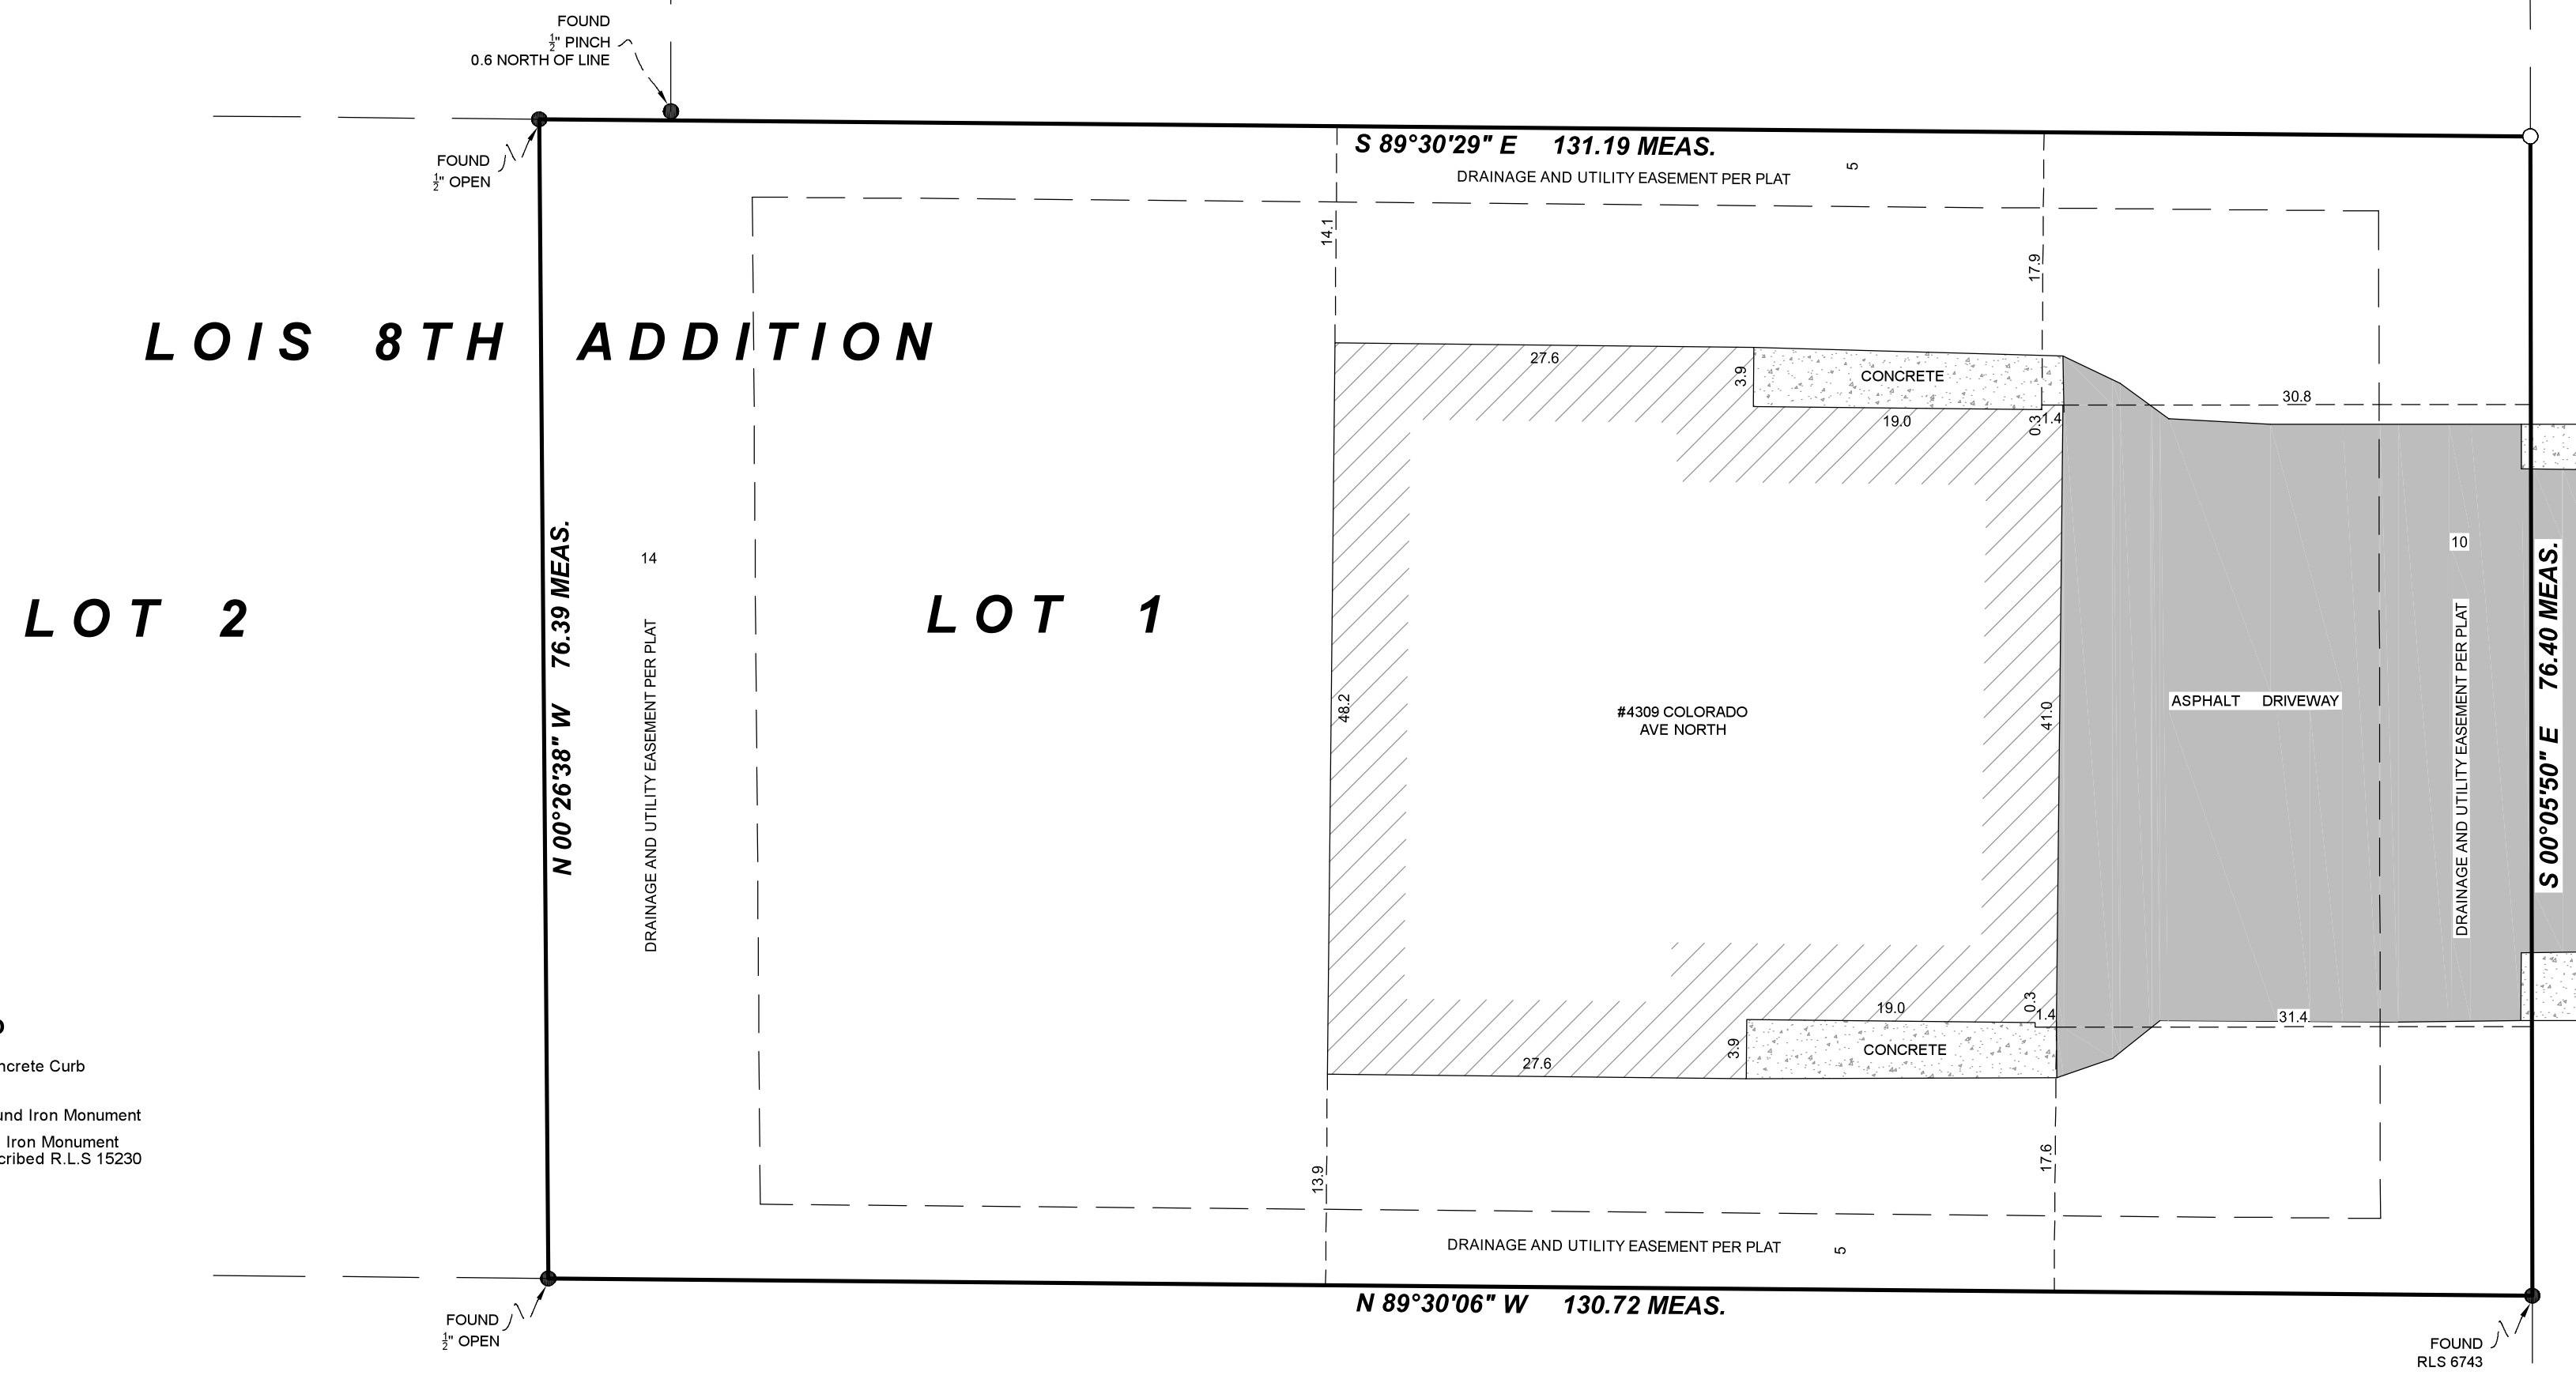 FOUND
½" PINCH
0.6 NORTH OF LINE
FOUND
½" OPEN
S 89°30'29" E 131.19 MEAS.
DRAINAGE AND UTILITY EASEMENT PER PLAT
5
14.1
17.9
LOIS 8TH ADDITION
27.6
3.9
CONCRETE
30.8
19.0
0.3
1.4
N 00°26'38" W 76.39 MEAS.
14
DRAINAGE AND UTILITY EASEMENT PER PLAT
LOT 2
LOT 1
48.2
#4309 COLORADO
AVE NORTH
41.0
ASPHALT DRIVEWAY
10
DRAINAGE AND UTILITY EASEMENT PER PLAT
S 00°05'50" E 76.40 MEAS.
19.0
0.3
1.4
31.4
3.9
CONCRETE
27.6
ncrete Curb
und Iron Monument
Iron Monument
cribed R.L.S 15230
13.9
17.6
DRAINAGE AND UTILITY EASEMENT PER PLAT
5
N 89°30'06" W 130.72 MEAS.
FOUND
½" OPEN
FOUND
RLS 6743